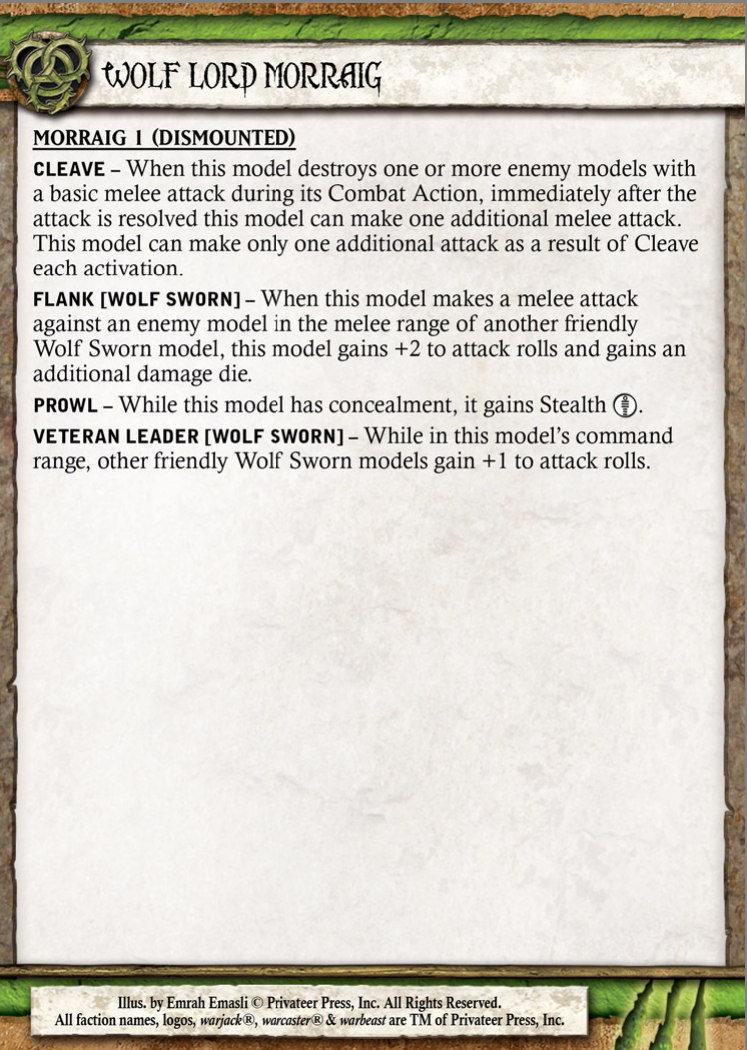 WOLF LORD MORRAIG
MORRAIG 1 (DISMOUNTED)
CLEAVE – When this model destroys one or more enemy models with
a basic melee attack during its Combat Action, immediately after the
attack is resolved this model can make one additional melee attack.
This model can make only one additional attack as a result of Cleave
each activation.
FLANK [WOLF SWORN] – When this model makes a melee attack
against an enemy model in the melee range of another friendly
Wolf Sworn model, this model gains +2 to attack rolls and gains an
additional damage die.
PROWL – While this model has concealment, it gains Stealth .
VETERAN LEADER [WOLF SWORN] – While in this model’s command
range, other friendly Wolf Sworn models gain +1 to attack rolls.
Illus. by Emrah Emasli © Privateer Press, Inc. All Rights Reserved.
All faction names, logos, warjack®, warcaster® & warbeast are TM of Privateer Press, Inc.